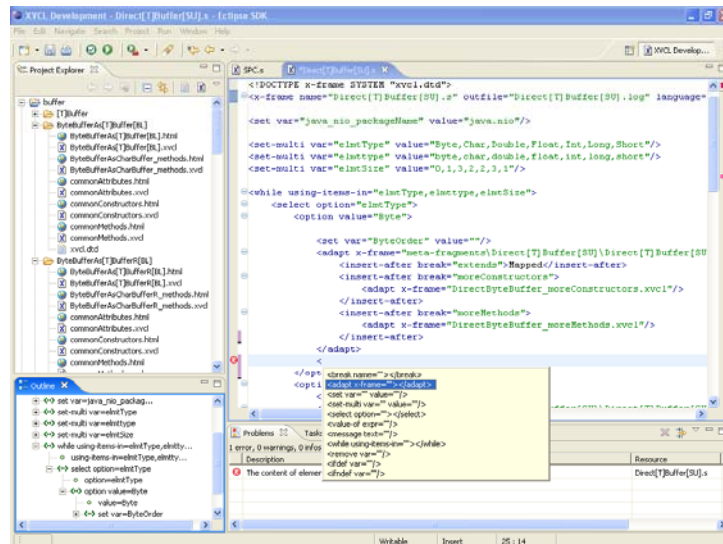 XVCL Development - Direct[T]Buffer[SU].s - Eclipse SDK
File Edit Navigate Search Project Run Window Help
XVCL Develop...
Project Explorer
buffer
[T]Buffer
ByteBufferAs[T]Buffer[BL]
ByteBufferAs[T]Buffer[BL].html
ByteBufferAs[T]Buffer[BL].xvcl
ByteBufferAsCharBuffer_methods.html
ByteBufferAsCharBuffer_methods.xvcl
commonAttributes.html
commonAttributes.xvcl
commonConstructors.html
commonConstructors.xvcl
commonMethods.html
commonMethods.xvcl
xvcl.dtd
ByteBufferAs[T]BufferR[BL]
ByteBufferAs[T]BufferR[BL].html
ByteBufferAs[T]BufferR[BL].xvcl
ByteBufferAsCharBufferR_methods.html
ByteBufferAsCharBufferR_methods.xvcl
commonAttributes.html
commonAttributes.xvcl
commonConstructors.html
commonConstructors.xvcl
commonMethods.html
SPC.s
*Direct[T]Buffer[SU].s
<!DOCTYPE x-frame SYSTEM "xvcl.dtd">
<x-frame name="Direct[T]Buffer[SU].s" outfile="Direct[T]Buffer[SU].log" language=
<set var="java_nio_packageName" value="java.nio"/>
<set-multi var="elmtType" value="Byte,Char,Double,Float,Int,Long,Short"/>
<set-multi var="elmttype" value="byte,char,double,float,int,long,short"/>
<set-multi var="elmtSize" value="0,1,3,2,2,3,1"/>
<while using-items-in="elmtType,elmttype,elmtSize">
<select option="elmtType">
<option value="Byte">
<set var="ByteOrder" value=""/>
<adapt x-frame="meta-fragments\Direct[T]Buffer[SU]\Direct[T]Buffer[SU
<insert-after break="extends">Mapped</insert-after>
<insert-after break="moreConstructors">
<adapt x-frame="DirectByteBuffer_moreConstructors.xvcl"/>
</insert-after>
<insert-after break="moreMethods">
<adapt x-frame="DirectByteBuffer_moreMethods.xvcl"/>
</insert-after>
</adapt>
<
</opt
<opti
<break name=""></break>
<adapt x-frame=""></adapt>
<set var="" value=""/>
<set-multi var="" value=""/>
<select option=""></select>
<value-of expr=""/>
<message text=""/>
<while using-items-in=""></while>
<remove var=""/>
<ifdef var=""/>
<ifndef var=""/>
Outline
set var=java_nio_packag...
set-multi var=elmtType
set-multi var=elmttype
set-multi var=elmtSize
while using-items-in=elmtType,elmtty...
using-items-in=elmtType,elmtty...
select option=elmtType
option=elmtType
option value=Byte
value=Byte
set var=ByteOrder
Problems
Tasks
1 error, 0 warnings, 0 infos
Description
Resource
The content of elemer
Direct[T]Buffer[SU].s
Writable
Insert
25 : 14